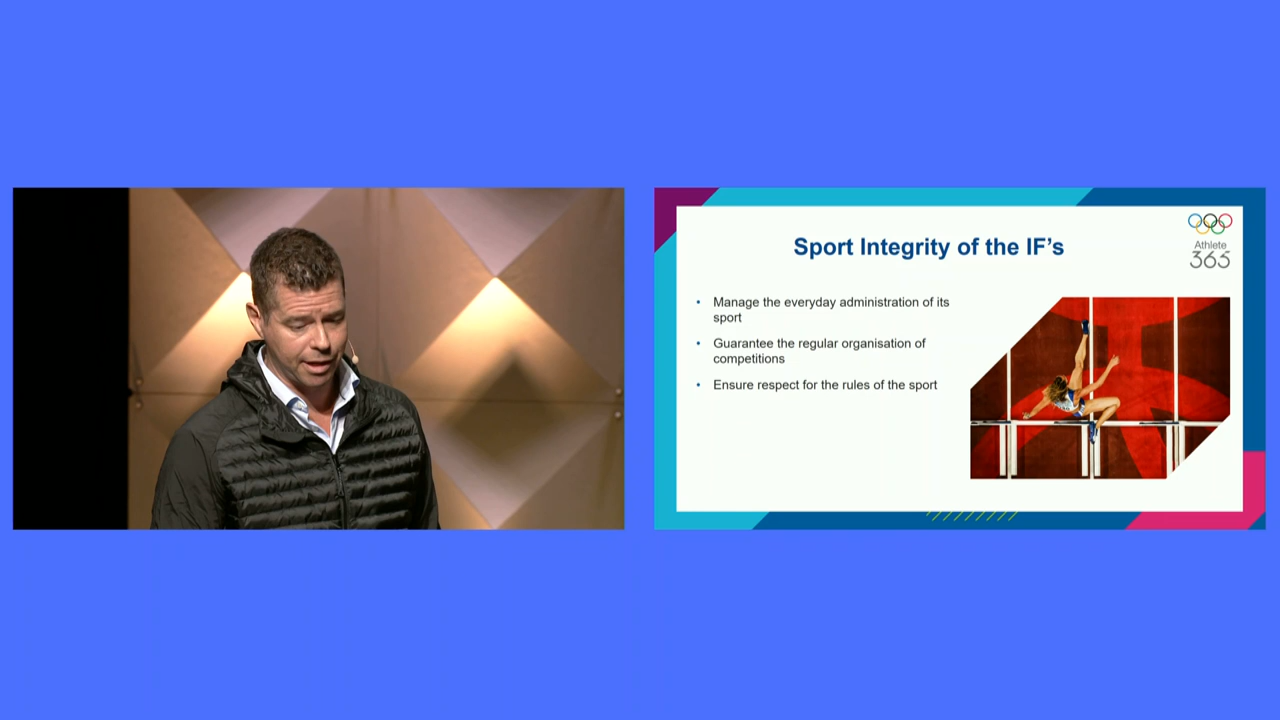 Sport Integrity of the IF’s
Athlete
365
• Manage the everyday administration of its
sport
• Guarantee the regular organisation of
competitions
• Ensure respect for the rules of the sport